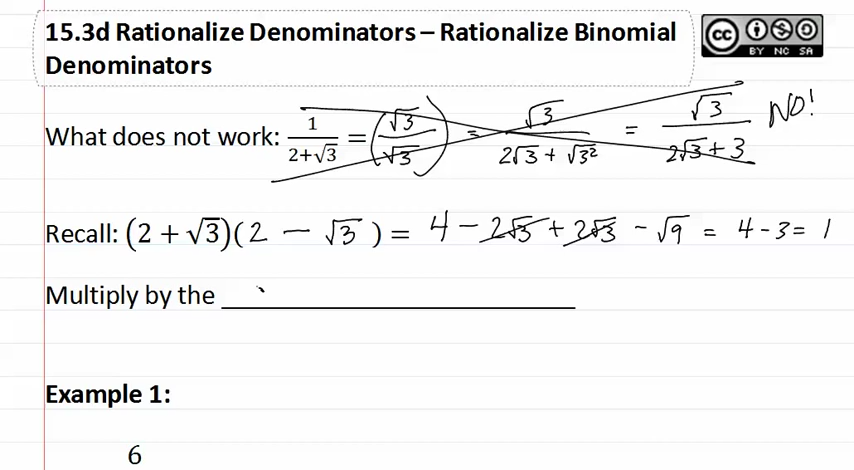 15.3d Rationalize Denominators – Rationalize Binomial
Denominators
CC BY NC SA
What does not work: 1/(2+√3) = (√3/√3) = √3/(2√3 + √3²) = √3/(2√3 + 3) NO!
Recall: (2 + √3)(2 − √3) = 4 − 2√3 + 2√3 − √9 = 4 − 3 = 1
Multiply by the ____________________
Example 1:
6